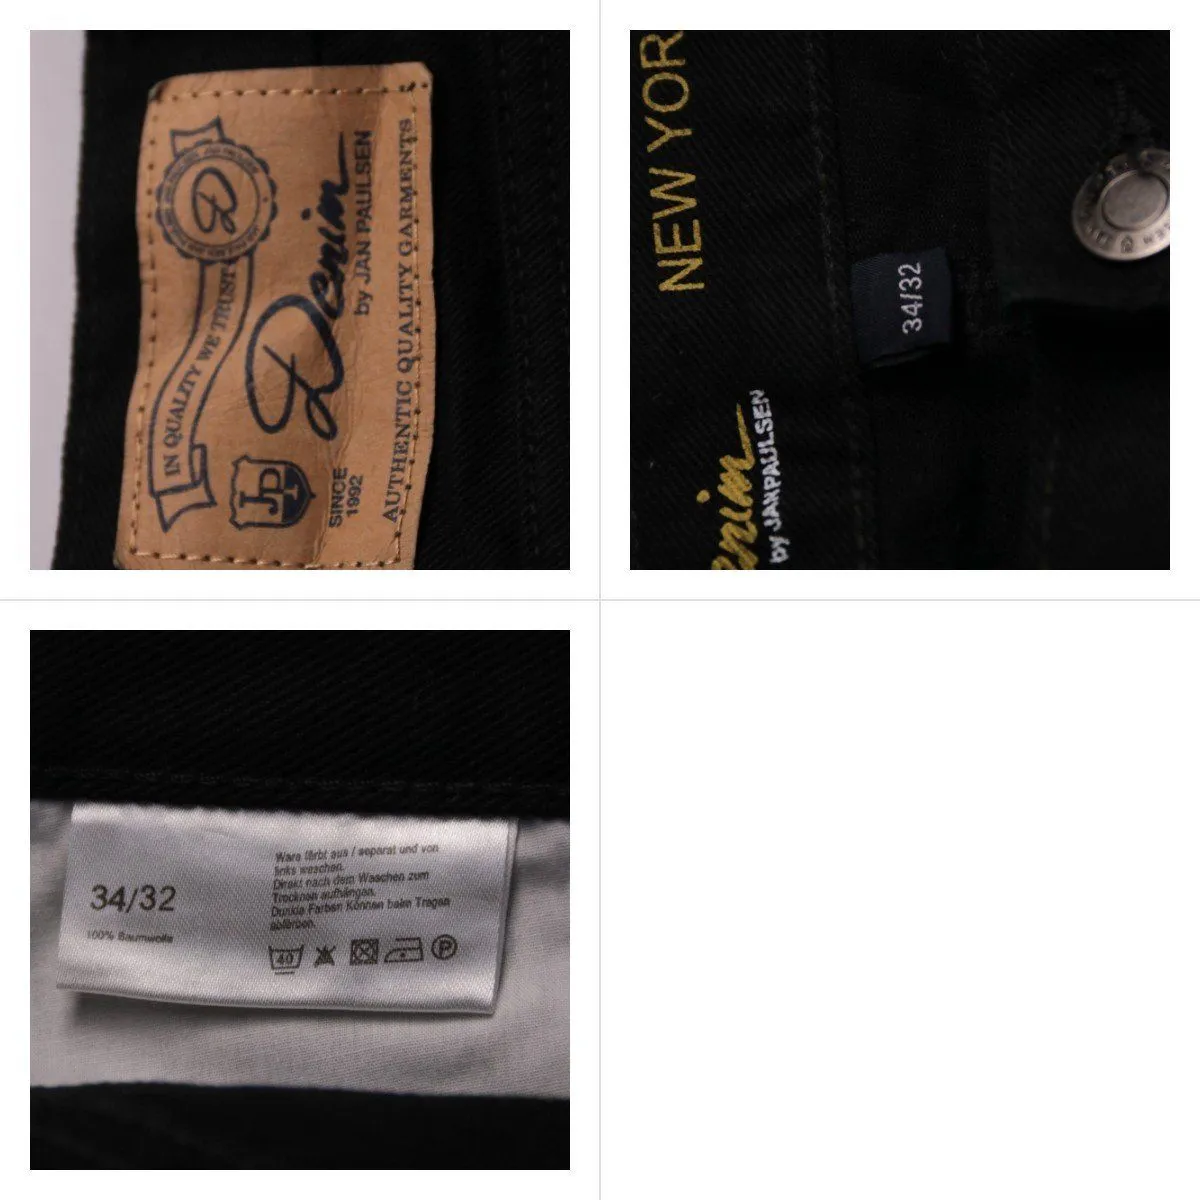 IN QUALITY WE TRUST
JP
Denim
by JAN PAULSEN
SINCE
1992
AUTHENTIC QUALITY GARMENTS
NEW YOR
enim
by JANPAULSEN
34/32
34/32
100% Baumwolle
Ware färbt aus / separat und von
links waschen.
Direkt nach dem Waschen zum
Trocknen aufhängen.
Dunkle Farben Können beim Tragen
abfärben.
40
P